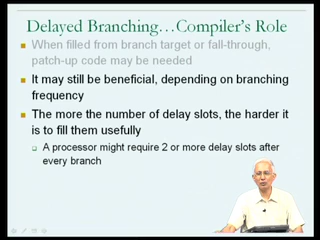 Delayed Branching…Compiler's Role
When filled from branch target or fall-through,
patch-up code may be needed
It may still be beneficial, depending on branching
frequency
The more the number of delay slots, the harder it
is to fill them usefully
A processor might require 2 or more delay slots after
every branch